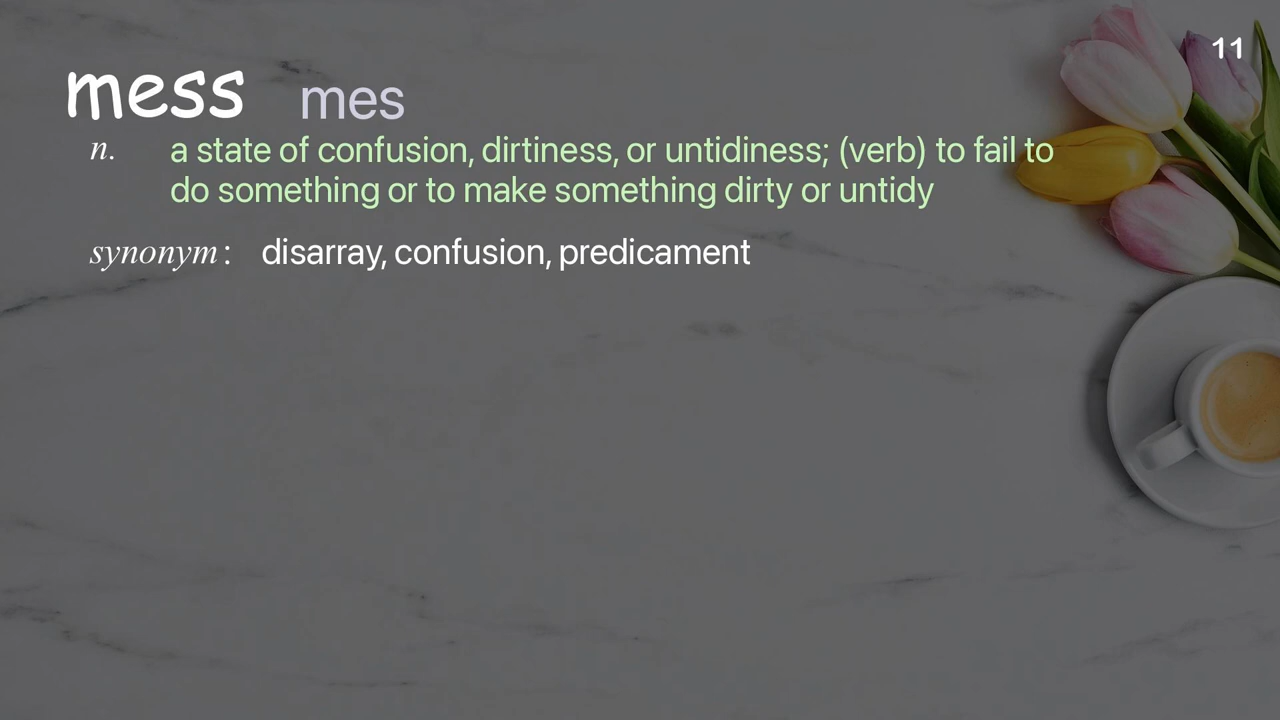 11
mess mes
n. a state of confusion, dirtiness, or untidiness; (verb) to fail to
do something or to make something dirty or untidy
synonym: disarray, confusion, predicament